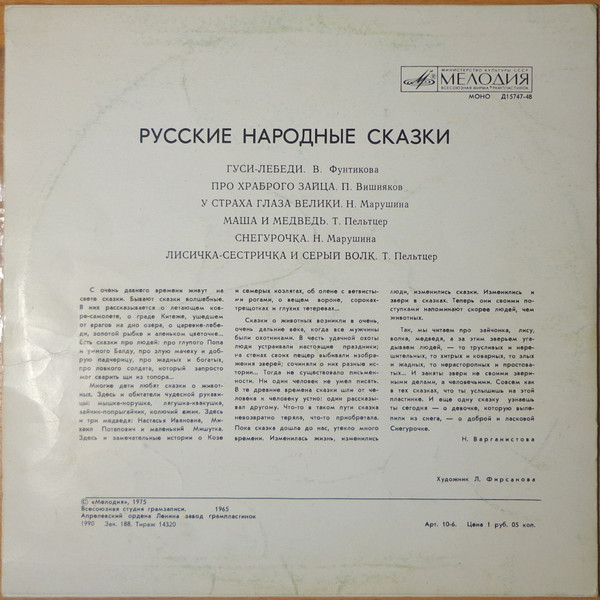 МИНИСТЕРСТВО КУЛЬТУРЫ СССР
МЕЛОДИЯ
ВСЕСОЮЗНАЯ ФИРМА ГРАМПЛАСТИНОК
МОНО Д15747-48
РУССКИЕ НАРОДНЫЕ СКАЗКИ
ГУСИ-ЛЕБЕДИ. В. Фунтикова
ПРО ХРАБРОГО ЗАЙЦА. П. Вишняков
У СТРАХА ГЛАЗА ВЕЛИКИ. Н. Марушина
МАША И МЕДВЕДЬ. Т. Пельтцер
СНЕГУРОЧКА. Н. Марушина
ЛИСИЧКА-СЕСТРИЧКА И СЕРЫЙ ВОЛК. Т. Пельтцер
С очень давнего времени живут на
свете сказки. Бывают сказки волшебные.
В них рассказывается о летающем ков-
ре-самолете, о граде Китеже, ушедшем
от врагов на дно озера, о царевне-лебе-
ди, золотой рыбке и аленьком цветочке...
Есть сказки про людей: про глупого Попа
и умного Балду, про злую мачеху и доб-
рую падчерицу, про жадных и богатых,
про ловкого солдата, который запросто
мог сварить щи из топора...
Многие дети любят сказки о живот-
ных. Здесь и обитатели чудесной рукави-
цы: мышка-норушка, лягушка-квакушка,
зайчик-попрыгайчик, колючий ежик. Здесь
и три медведя: Настасья Ивановна, Ми-
хаил Потапович и маленький Мишутка.
Здесь и замечательные истории о Козе
и семерых козлятах, об олене с ветвисты-
ми рогами, о вещем вороне, сороках-
трещотках и глухих тетеревах...
Сказки о животных возникли в очень,
очень дальние века, когда все мужчины
были охотниками. В честь удачной охоты
люди устраивали настоящие праздники;
на стенах своих пещер выбивали изобра-
жения зверей; сочиняли о них разные ис-
тории. Тогда не существовало письмен-
ности. Ни один человек не умел писать.
В те древние времена сказки шли от че-
ловека к человеку устно: один рассказы-
вал другому. Что-то в таком пути сказка
невозвратно теряла, что-то приобретала.
Пока сказка дошла до нас, утекло много
времени. Изменилась жизнь, изменились
люди, изменились сказки. Изменились и
звери в сказках. Теперь они своими по-
ступками напоминают скорее людей, чем
животных.
Так, мы читаем про зайчонка, лису,
волка, медведя, а за этим зверьем уга-
дываем людей, — то трусливых и нере-
шительных, то хитрых и коварных, то злых
и жадных, то нерасторопных и простова-
тых... И заняты звери не своими звери-
ными делами, а человечьими. Совсем как
в тех сказках, что ты услышишь на этой
пластинке. И еще одну сказку узнаешь
ты сегодня — о девочке, которую выле-
пили из снега, — о доброй и ласковой
Снегурочке.
Н. Варганистова
Художник Л. Фирсанова
© «Мелодия», 1975
Всесоюзная студия грамзаписи. 1965
Апрелевский ордена Ленина завод грампластинок
1990 Зак. 188. Тираж 14320
Арт. 10-6. Цена 1 руб. 05 коп.